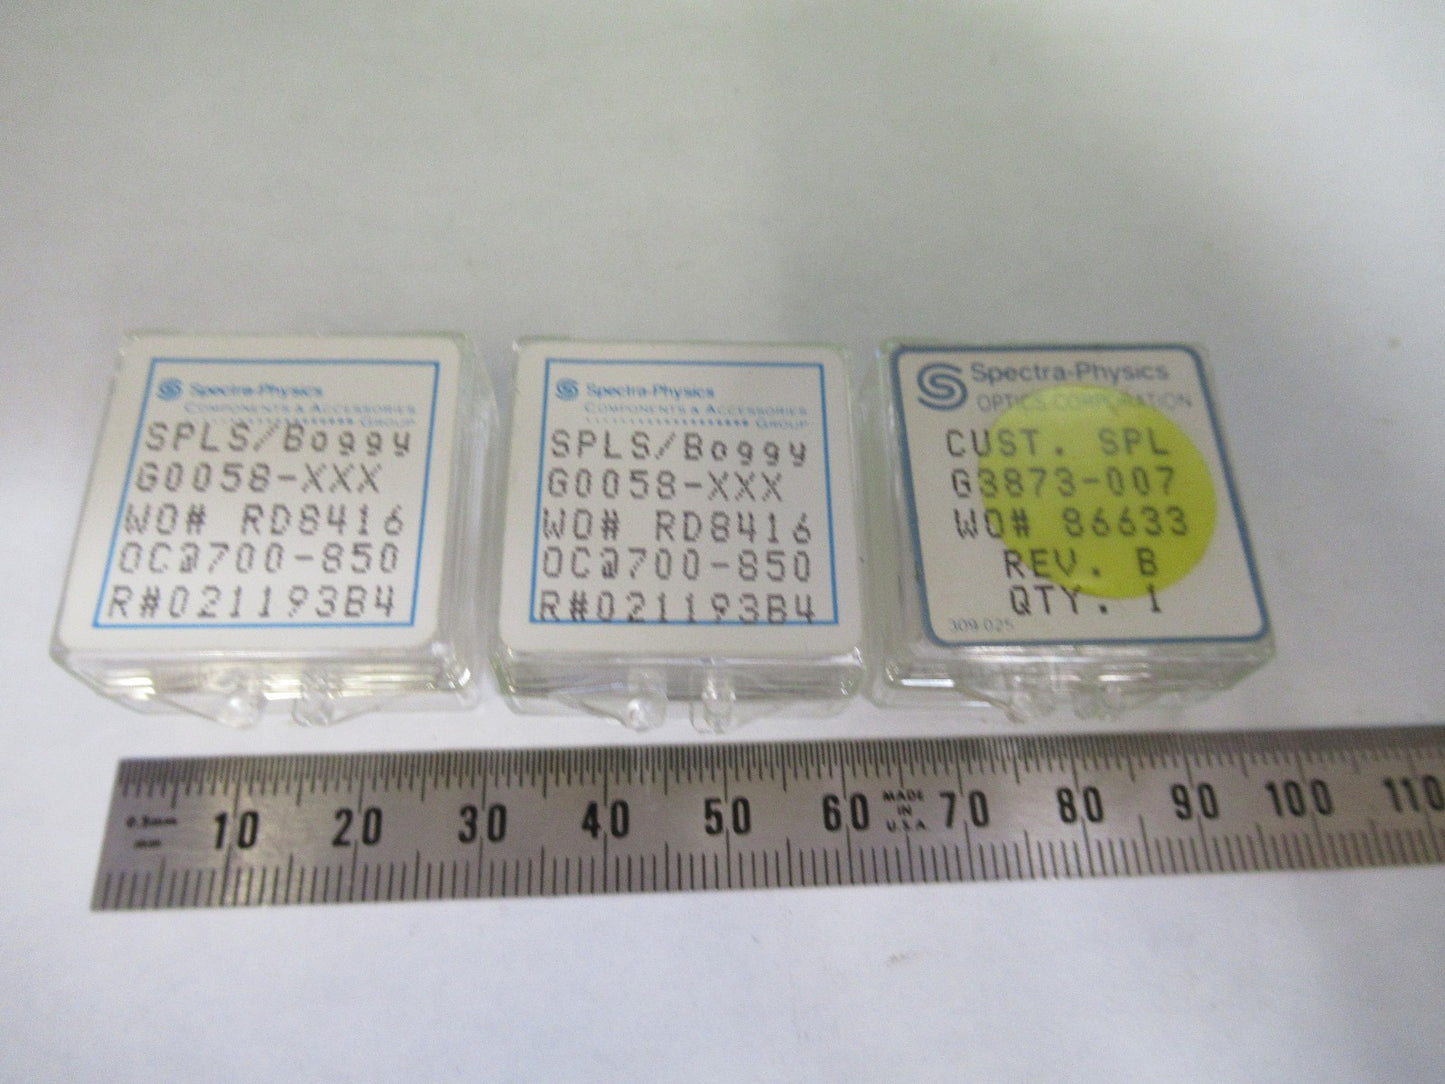 Spectra-Physics
COMPONENTS & ACCESSORIES
GROUP
SPLS/Boggy
G0058-XXX
WO# RD8416
OC@700-850
R#021193B4
Spectra-Physics
COMPONENTS & ACCESSORIES
GROUP
SPLS/Boggy
G0058-XXX
WO# RD8416
OC@700-850
R#021193B4
Spectra-Physics
OPTICS CORPORATION
CUST. SPL
G3873-007
WO# 86633
REV. B
QTY. 1
309-025
0.5mm
mm
10 20 30 40 50 60 MADE IN U.S.A. 70 80 90 100 110